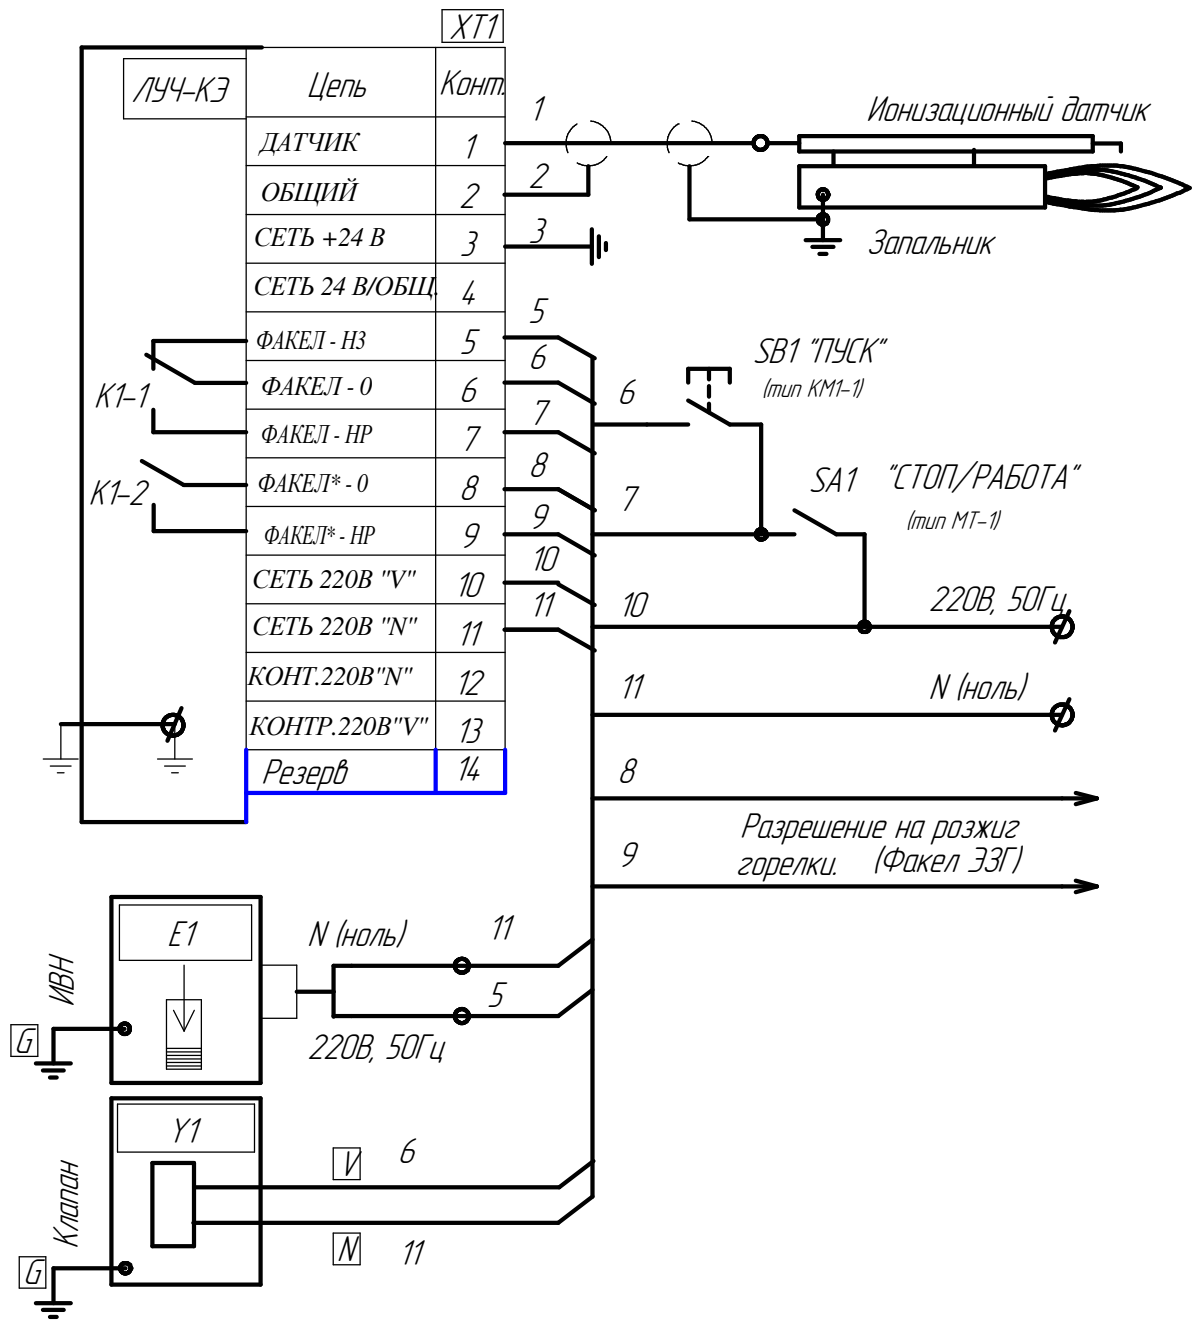 XT1
ЛУЧ-КЭ
Цепь
Конт.
ДАТЧИК
1
ОБЩИЙ
2
СЕТЬ +24 В
3
СЕТЬ 24 В/ОБЩ.
4
ФАКЕЛ - НЗ
5
ФАКЕЛ - 0
6
ФАКЕЛ - НР
7
ФАКЕЛ* - 0
8
ФАКЕЛ* - НР
9
СЕТЬ 220В "V"
10
СЕТЬ 220В "N"
11
КОНТ.220В"N"
12
КОНТР.220В"V"
13
Резерв
14
К1-1
К1-2
1
2
3
5
6
7
8
9
10
11
Ионизационный датчик
Запальник
SB1 "ПУСК"
(тип КМ1-1)
6
SA1 "СТОП/РАБОТА"
(тип МТ-1)
7
10
220В, 50Гц
11
N (ноль)
8
Разрешение на розжиг
горелки. (Факел ЭЗГ)
9
E1
ИВН
G
N (ноль)
11
5
220В, 50Гц
Y1
Клапан
G
V
6
N
11